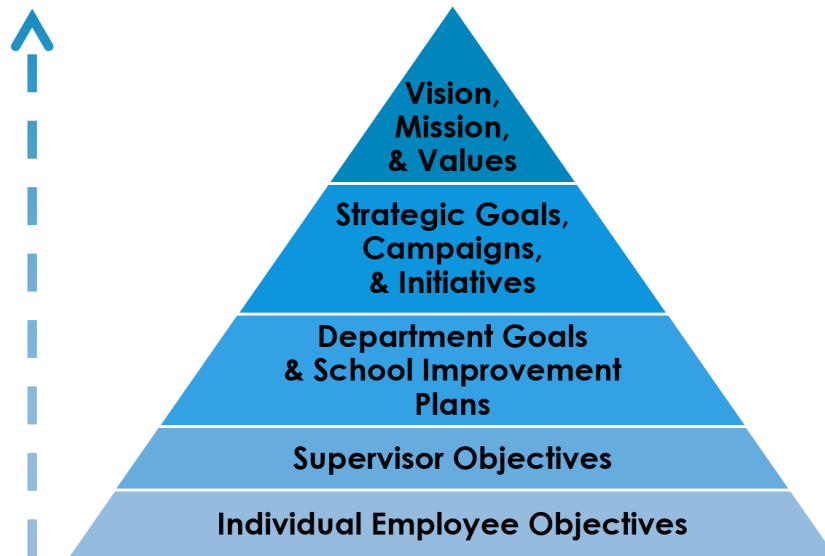 Vision,
Mission,
& Values
Strategic Goals,
Campaigns,
& Initiatives
Department Goals
& School Improvement
Plans
Supervisor Objectives
Individual Employee Objectives